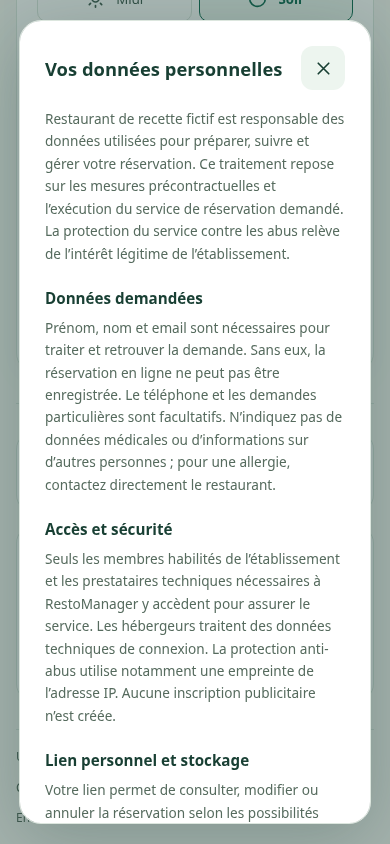 Midi
Soir
Vos données personnelles
Restaurant de recette fictif est responsable des
données utilisées pour préparer, suivre et
gérer votre réservation. Ce traitement repose
sur les mesures précontractuelles et
l’exécution du service de réservation demandé.
La protection du service contre les abus relève
de l’intérêt légitime de l’établissement.
Données demandées
Prénom, nom et email sont nécessaires pour
traiter et retrouver la demande. Sans eux, la
réservation en ligne ne peut pas être
enregistrée. Le téléphone et les demandes
particulières sont facultatifs. N’indiquez pas de
données médicales ou d’informations sur
d’autres personnes ; pour une allergie,
contactez directement le restaurant.
Accès et sécurité
Seuls les membres habilités de l’établissement
et les prestataires techniques nécessaires à
RestoManager y accèdent pour assurer le
service. Les hébergeurs traitent des données
techniques de connexion. La protection anti-
abus utilise notamment une empreinte de
l’adresse IP. Aucune inscription publicitaire
n’est créée.
Lien personnel et stockage
Votre lien permet de consulter, modifier ou
annuler la réservation selon les possibilités